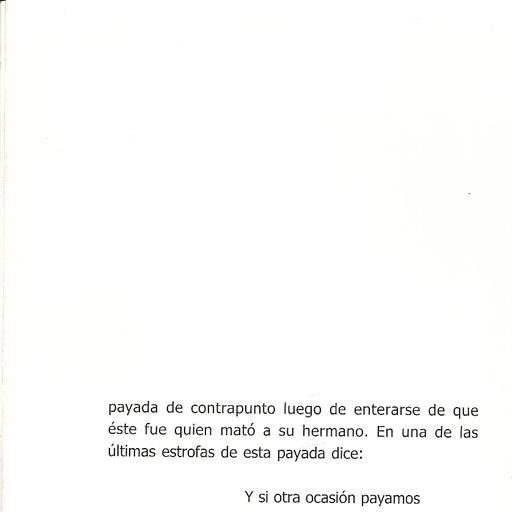 payada de contrapunto luego de enterarse de que
éste fue quien mató a su hermano. En una de las
últimas estrofas de esta payada dice:
Y si otra ocasión payamos